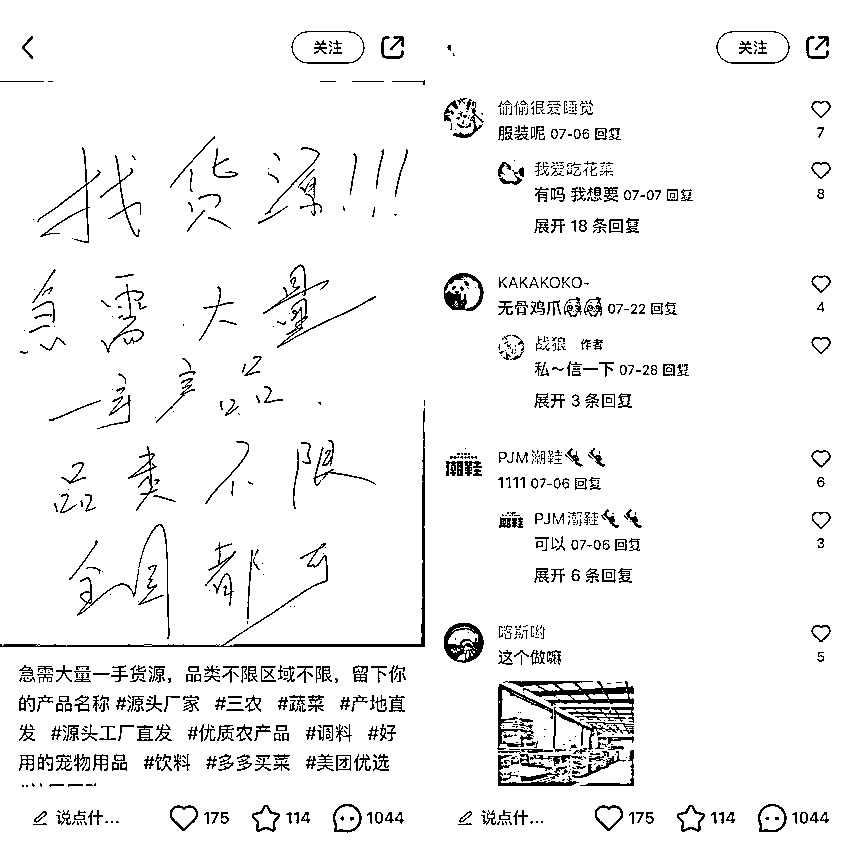 关注
找货源!!!
急需大量
一手产品
品类不限
全国都可
急需大量一手货源，品类不限区域不限，留下你
的产品名称 #源头厂家 #三农 #蔬菜 #产地直
发 #源头工厂直发 #优质农产品 #调料 #好
用的宠物用品 #饮料 #多多买菜 #美团优选
说点什... 175 114 1044
关注
偷偷很爱睡觉
服装呢 07-06 回复 7
我爱吃花菜
有吗 我想要 07-07 回复 8
展开 18 条回复
KAKAKOKO~
无骨鸡爪 07-22 回复 4
战狼 作者
私～信一下 07-28 回复
展开 3 条回复
潮鞋
PJM潮鞋
1111 07-06 回复 6
潮鞋
PJM潮鞋
可以 07-06 回复 3
展开 6 条回复
喀斯哟
这个做嘛 5
说点什... 175 114 1044